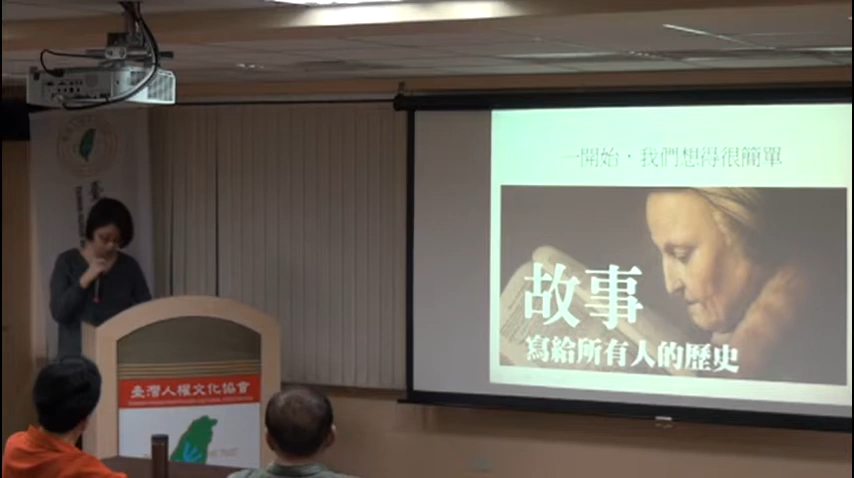 一開始，我們想得很簡單
故事
寫給所有人的歷史
臺
臺灣人權文化協會